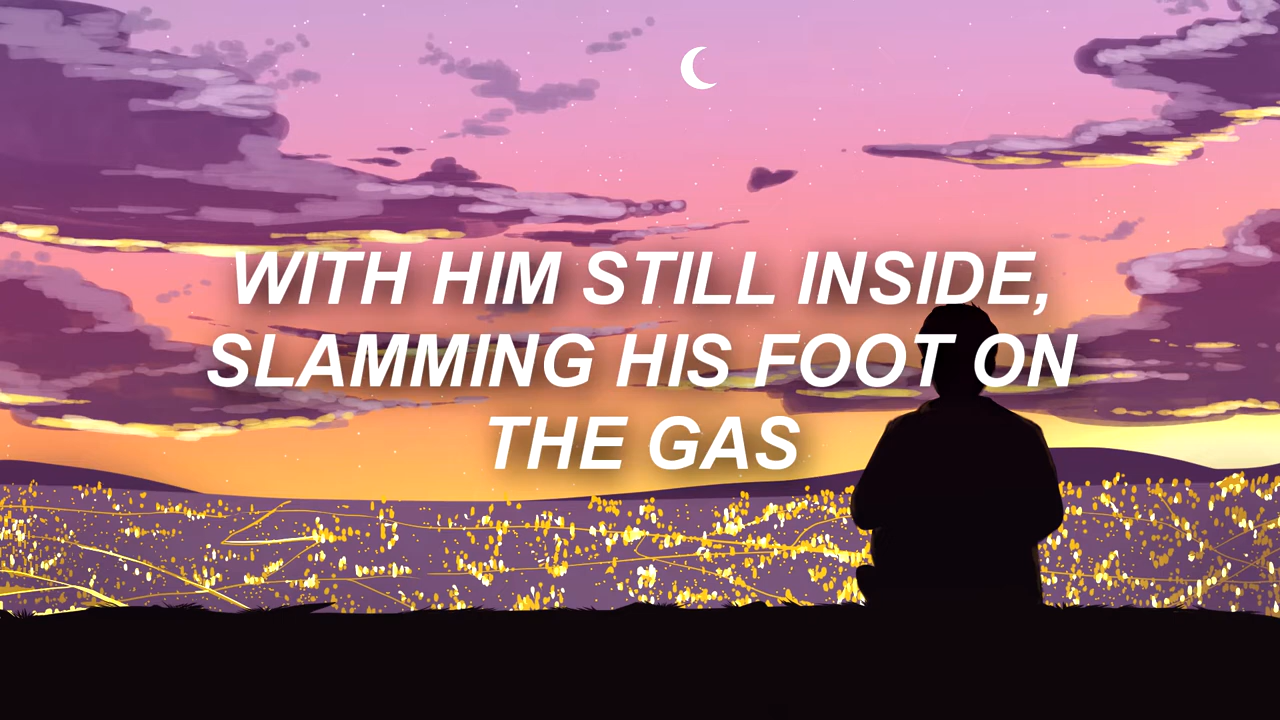 WITH HIM STILL INSIDE,
SLAMMING HIS FOOT ON
THE GAS